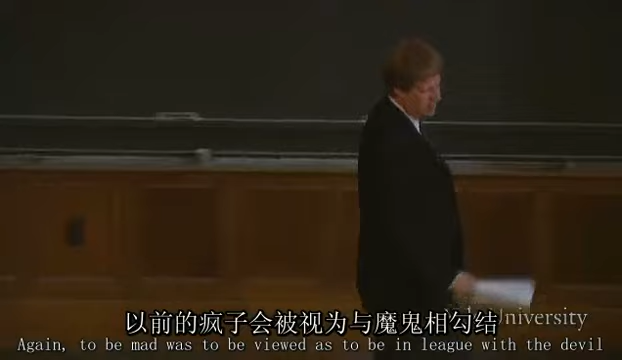 以前的疯子会被视为与魔鬼相勾结
University
Again, to be mad was to be viewed as to be in league with the devil